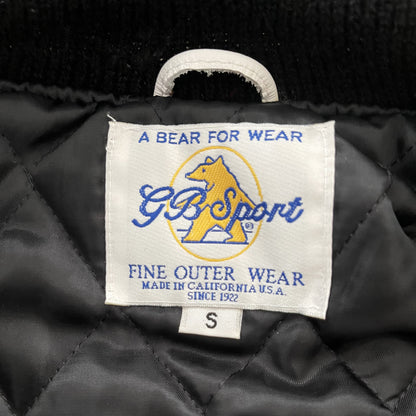 A BEAR FOR WEAR
GB Sport
®
FINE OUTER WEAR
MADE IN CALIFORNIA U.S.A.
SINCE 1922
S